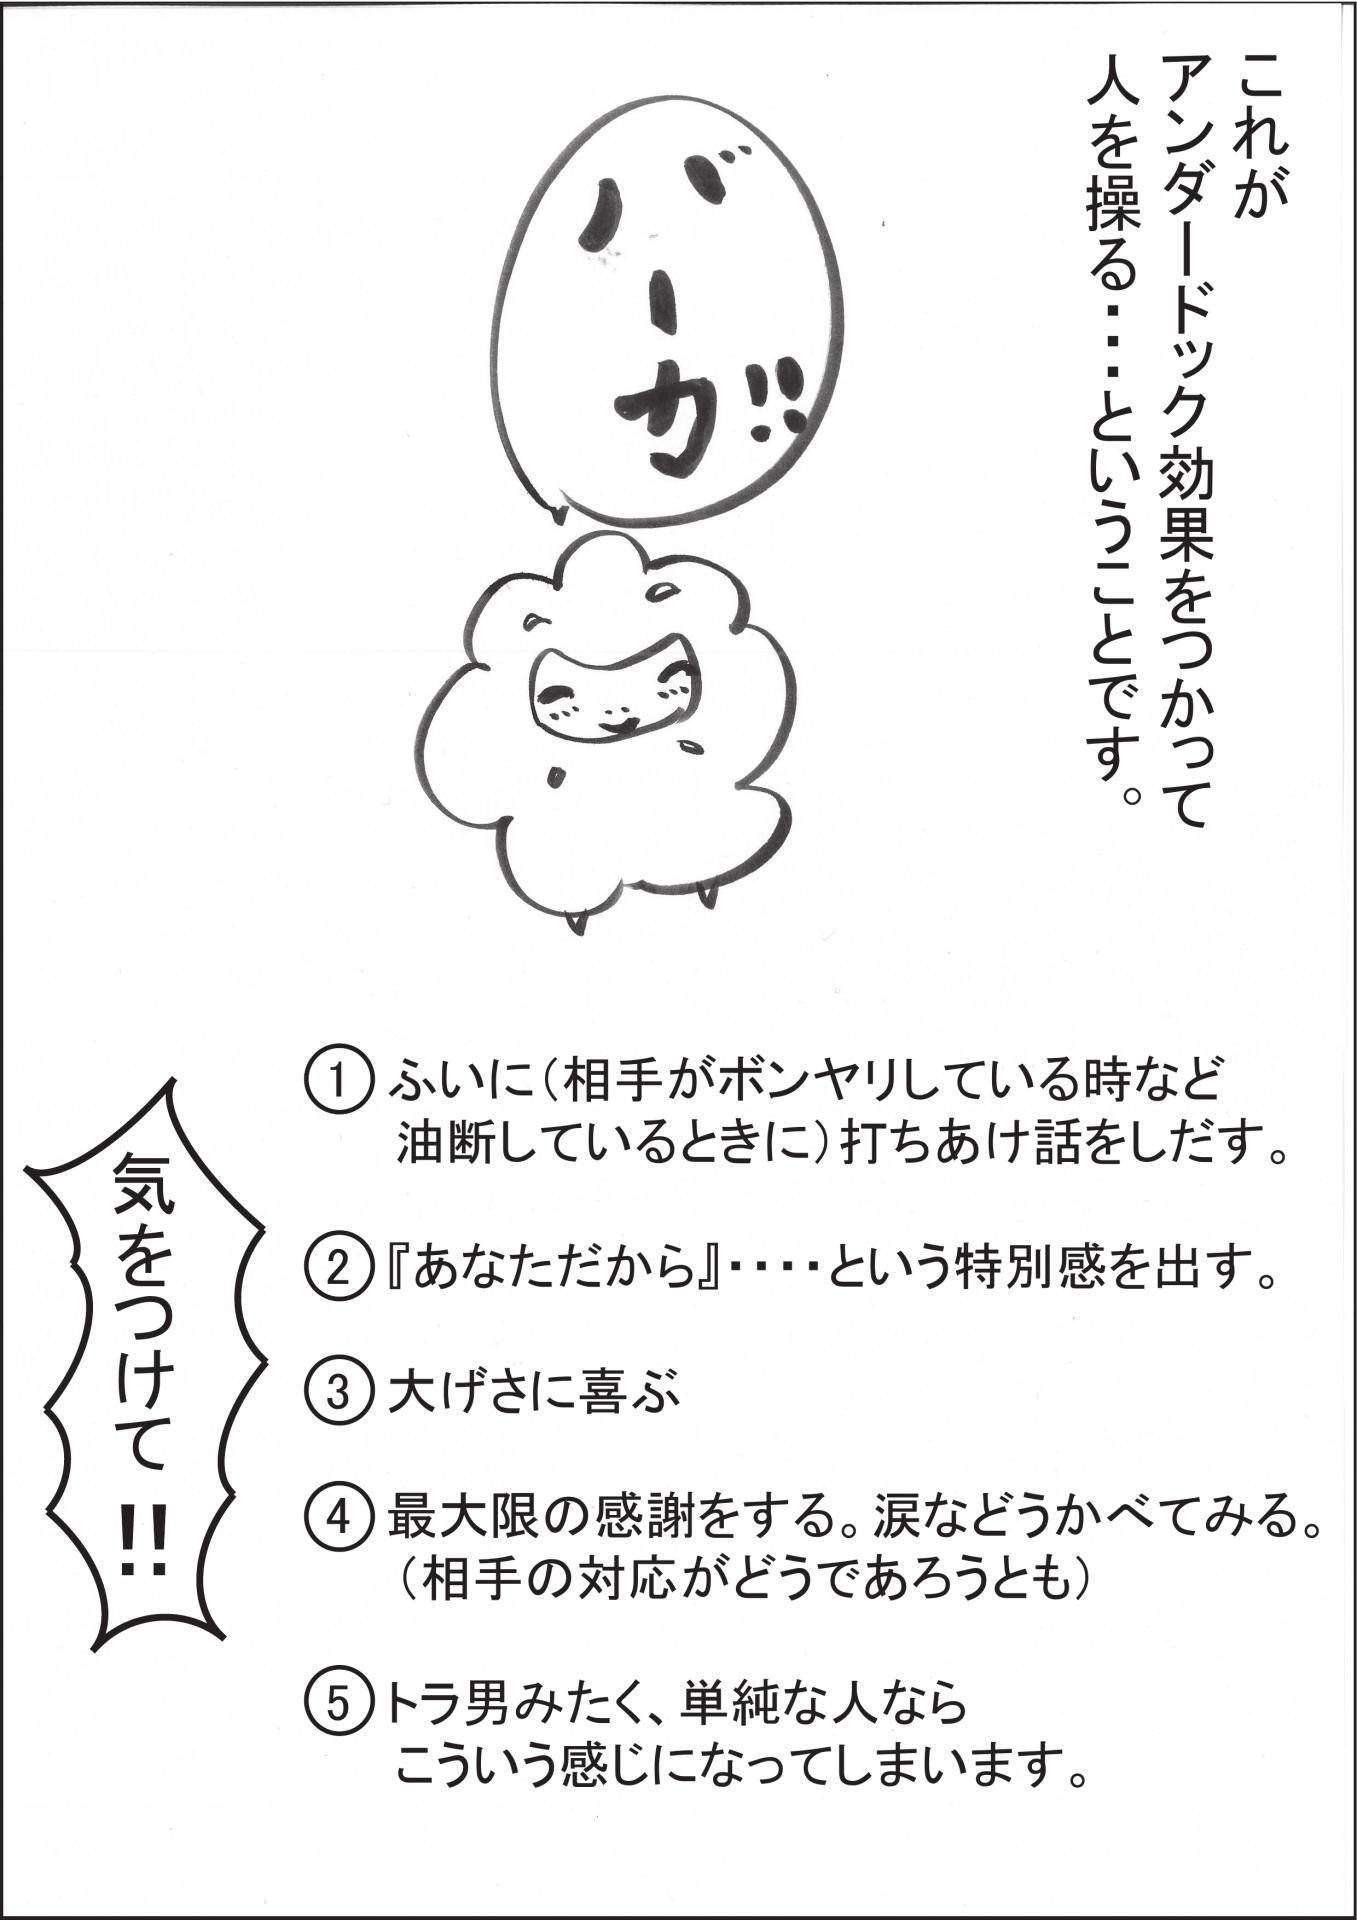 これが
アンダードック効果をつかって
人を操る・・・ということです。
バーカ!!
①ふいに(相手がボンヤリしている時など
油断しているときに)打ちあけ話をしだす。
②『あなただから』・・・・という特別感を出す。
③大げさに喜ぶ
④最大限の感謝をする。涙などうかべてみる。
(相手の対応がどうであろうとも)
⑤トラ男みたく、単純な人なら
こういう感じになってしまいます。
気をつけて!!